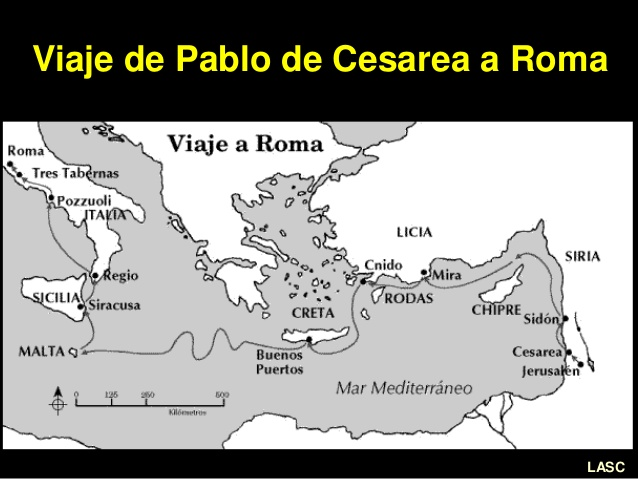 Viaje de Pablo de Cesarea a Roma
Viaje a Roma
Roma
Tres Tabernas
Pozzuoli
ITALIA
LICIA
SIRIA
Cnido
Mira
Regio
SICILIA
Siracusa
RODAS
CHIPRE
CRETA
Sidón
MALTA
Buenos
Puertos
Cesarea
Jerusalén
Mar Mediterráneo
0 125 250 500
Kilómetros
LASC